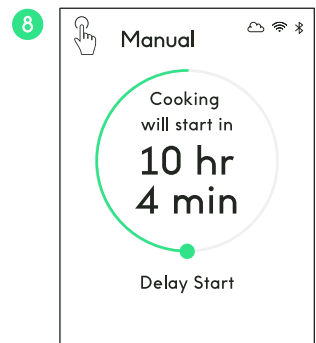 8
Manual
Cooking
will start in
10 hr
4 min
Delay Start